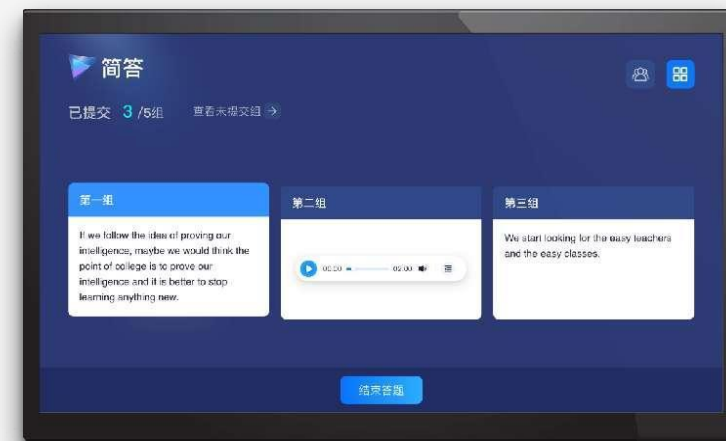 简答
已提交 3 /5组 查看未提交组
第一组
If we follow the idea of proving our
intelligence, maybe we would think the
point of college is to prove our
intelligence and it is better to stop
learning anything new.
第二组
00:00 02:00
第三组
We start looking for the easy teachers
and the easy classes.
结束答题